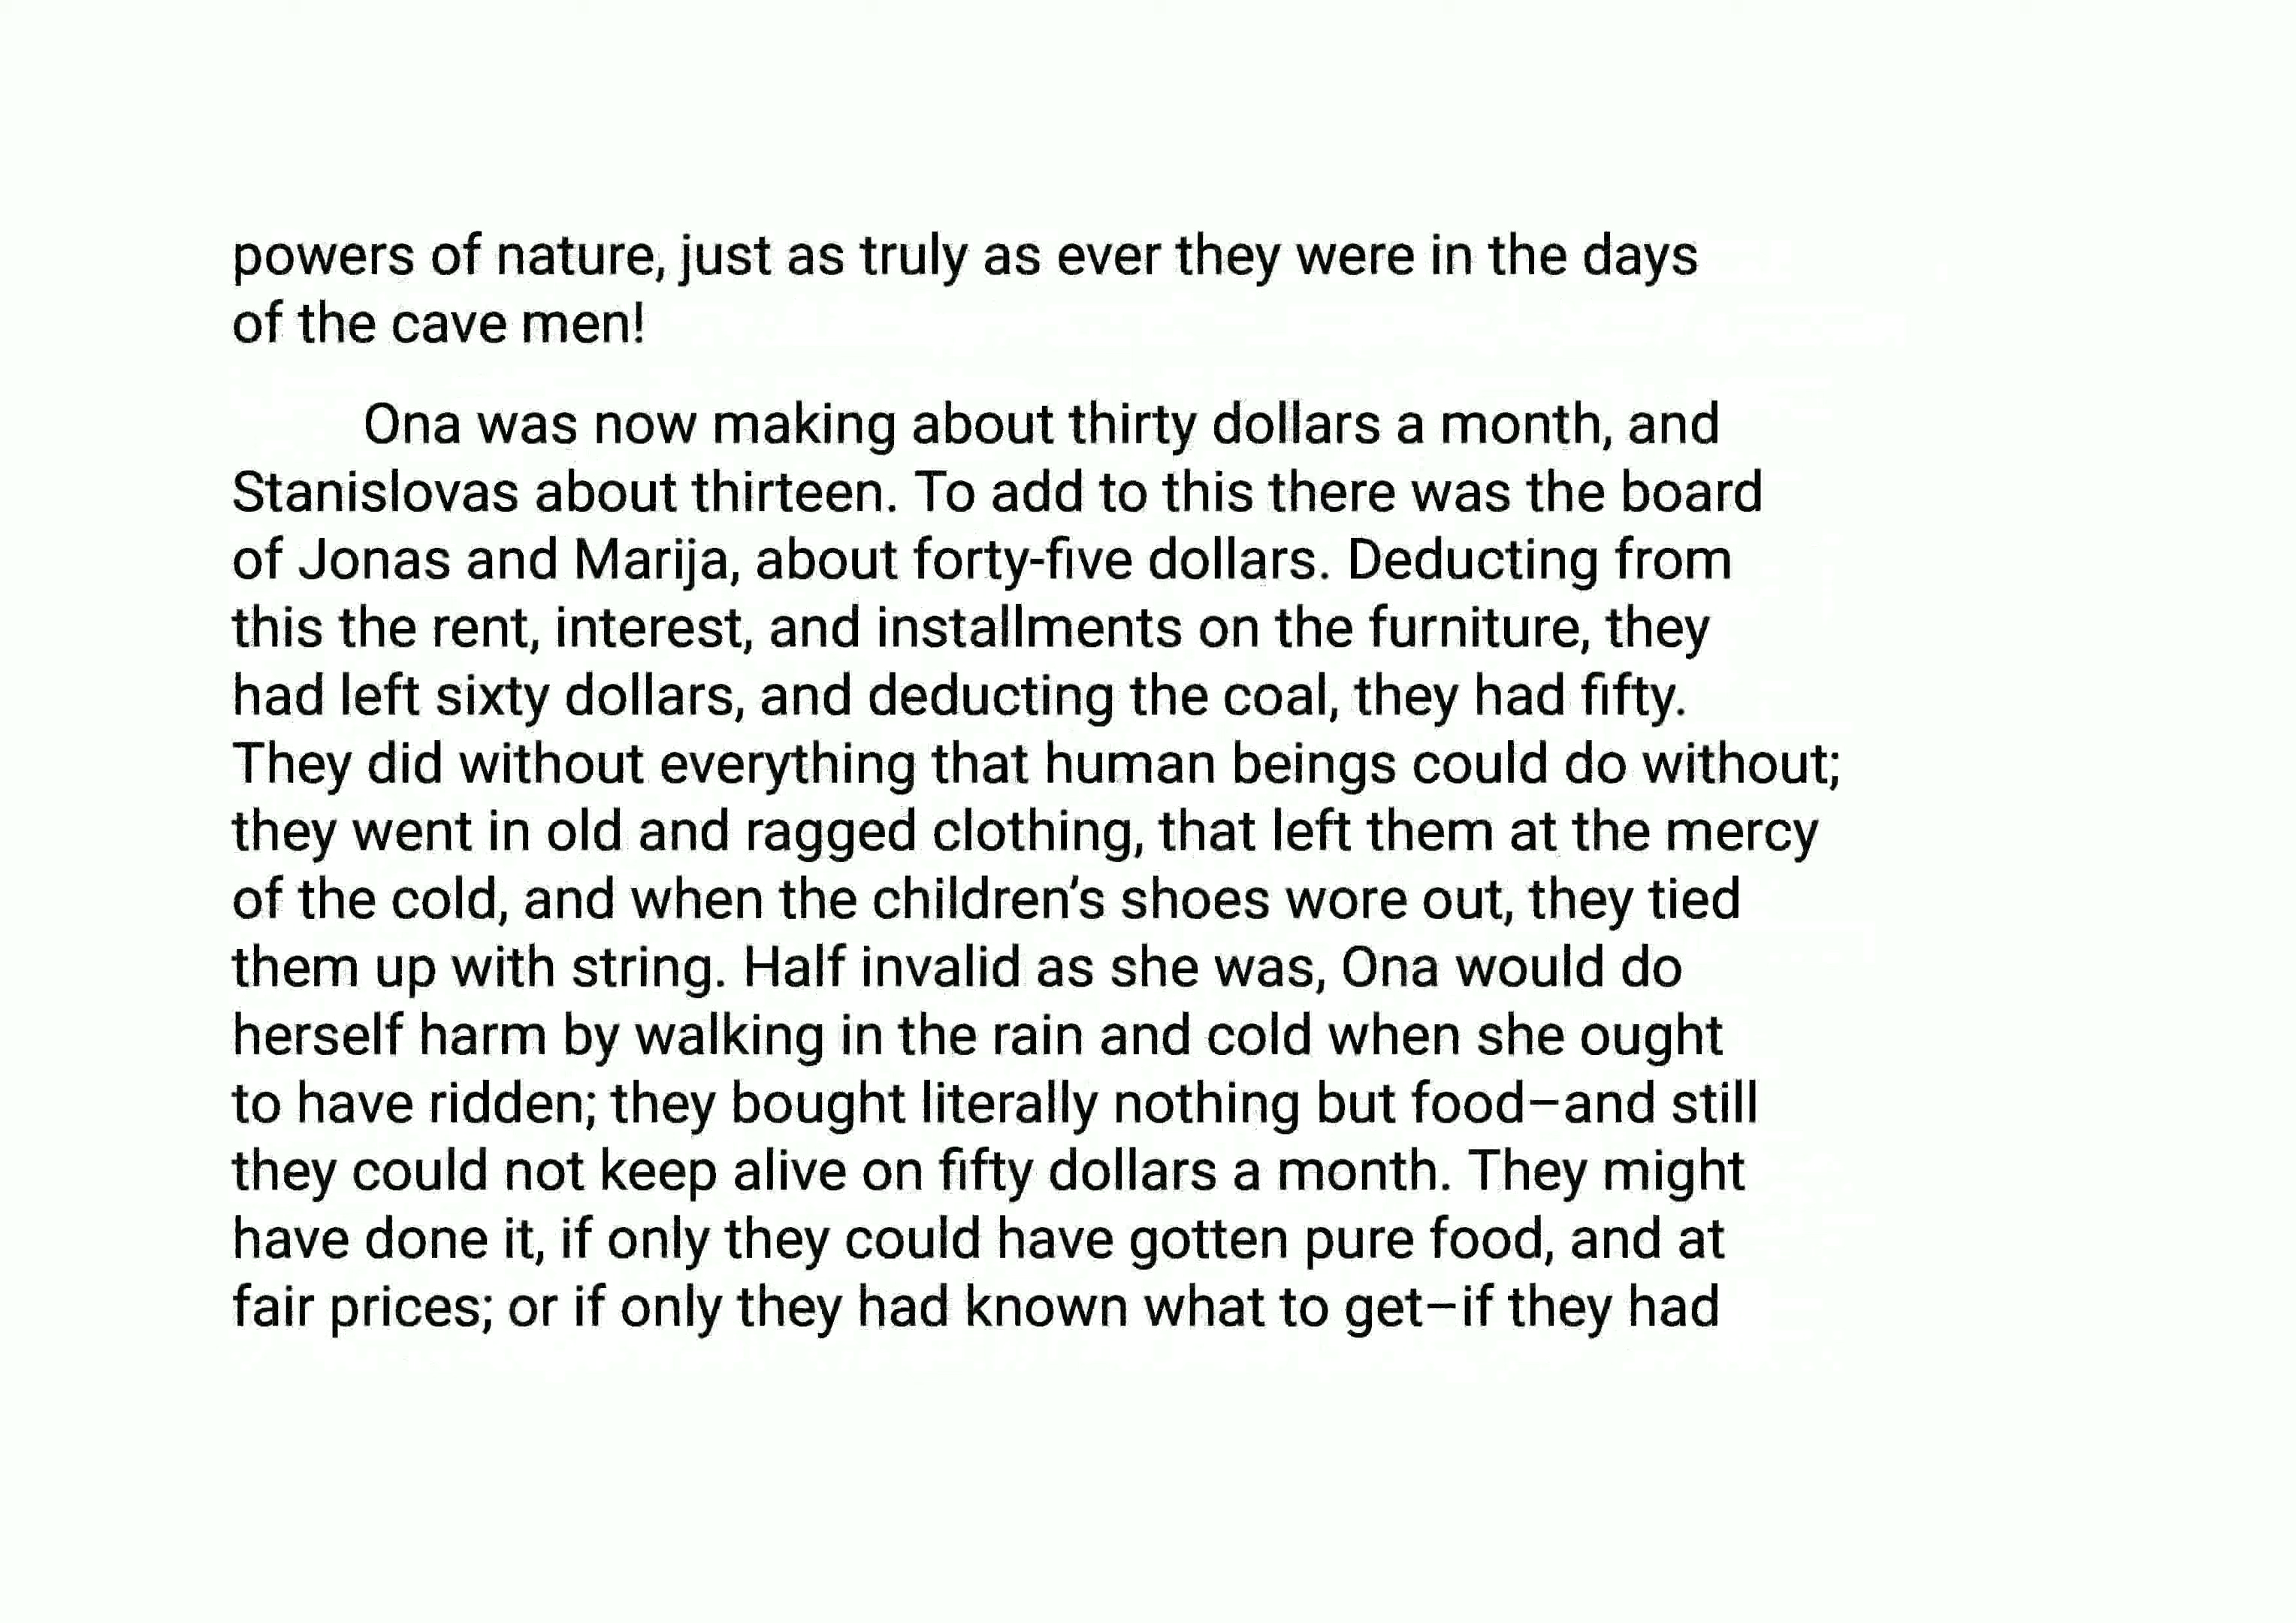 powers of nature, just as truly as ever they were in the days
of the cave men!
Ona was now making about thirty dollars a month, and
Stanislovas about thirteen. To add to this there was the board
of Jonas and Marija, about forty-five dollars. Deducting from
this the rent, interest, and installments on the furniture, they
had left sixty dollars, and deducting the coal, they had fifty.
They did without everything that human beings could do without;
they went in old and ragged clothing, that left them at the mercy
of the cold, and when the children’s shoes wore out, they tied
them up with string. Half invalid as she was, Ona would do
herself harm by walking in the rain and cold when she ought
to have ridden; they bought literally nothing but food—and still
they could not keep alive on fifty dollars a month. They might
have done it, if only they could have gotten pure food, and at
fair prices; or if only they had known what to get—if they had